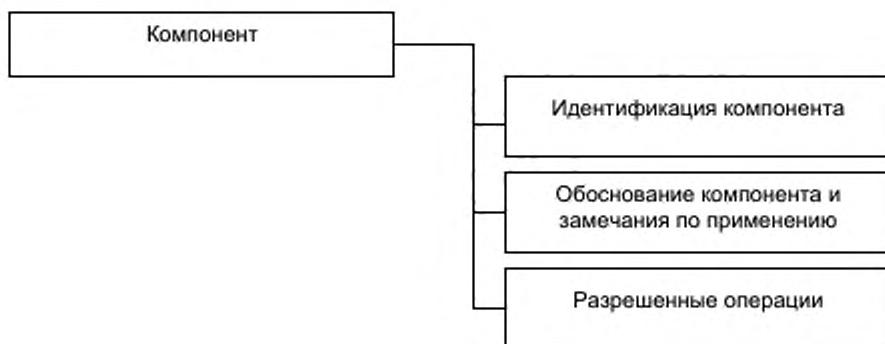 Компонент
Идентификация компонента
Обоснование компонента и
замечания по применению
Разрешенные операции